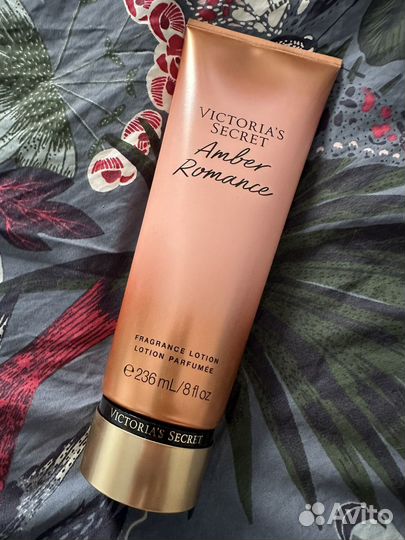 VICTORIA'S
SECRET
Amber
Romance
FRAGRANCE LOTION
LOTION PARFUMÉE
℮236 mL/8 fl oz
VICTORIA'S SECRET
Avito